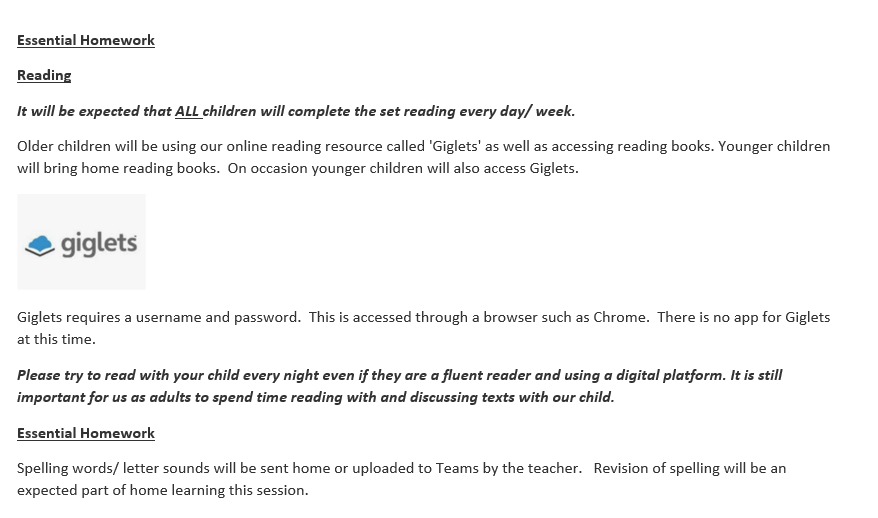 Essential Homework
Reading
It will be expected that ALL children will complete the set reading every day/ week.
Older children will be using our online reading resource called 'Giglets' as well as accessing reading books. Younger children
will bring home reading books.  On occasion younger children will also access Giglets.
giglets
Giglets requires a username and password.  This is accessed through a browser such as Chrome.  There is no app for Giglets
at this time.
Please try to read with your child every night even if they are a fluent reader and using a digital platform. It is still
important for us as adults to spend time reading with and discussing texts with our child.
Essential Homework
Spelling words/ letter sounds will be sent home or uploaded to Teams by the teacher.   Revision of spelling will be an
expected part of home learning this session.